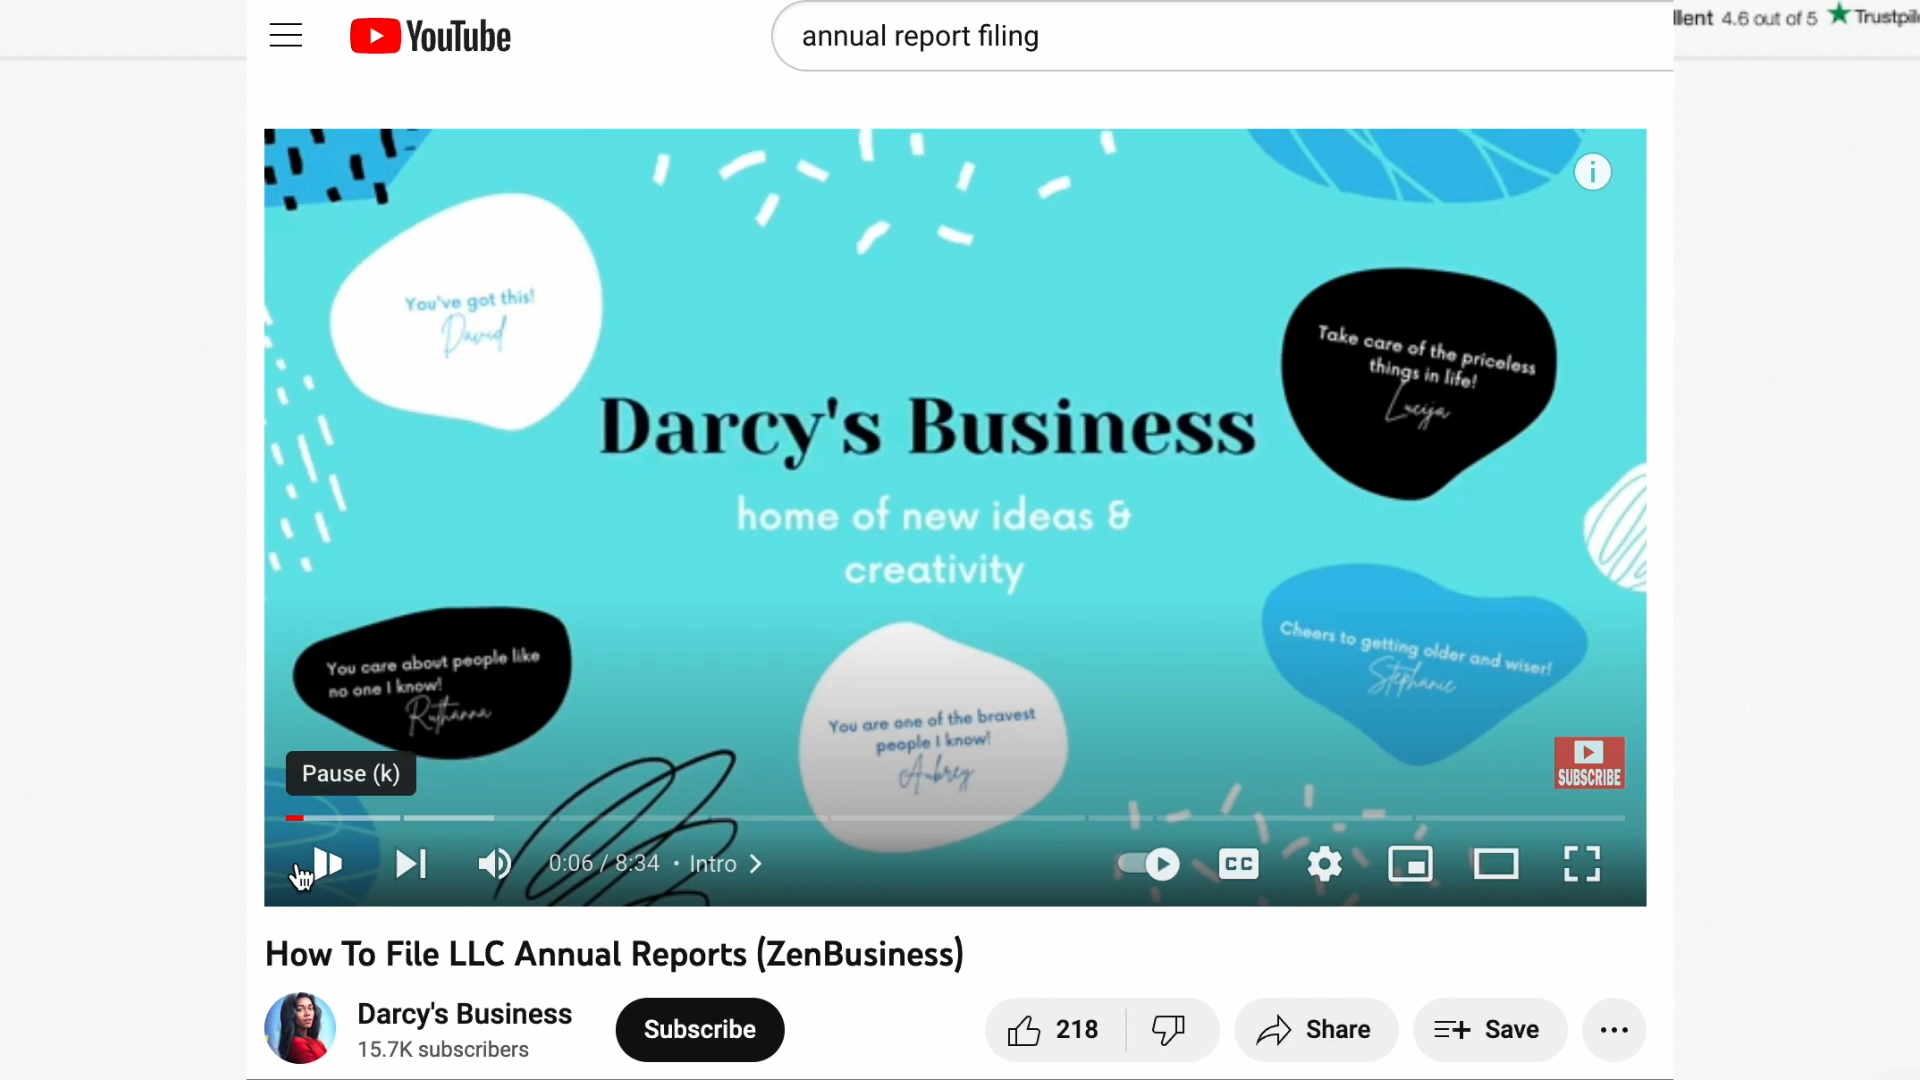 YouTube
annual report filing
4.6 out of 5
You've got this!
David
Take care of the priceless
things in life!
Lucija
Darcy's Business
home of new ideas &
creativity
You care about people like
no one I know!
Ruthanna
You are one of the bravest
people I know!
Aubrey
Cheers to getting older and wiser!
Stephanie
SUBSCRIBE
Pause (k)
0:06 / 8:34 • Intro
CC
How To File LLC Annual Reports (ZenBusiness)
Darcy's Business
15.7K subscribers
Subscribe
218
Share
Save